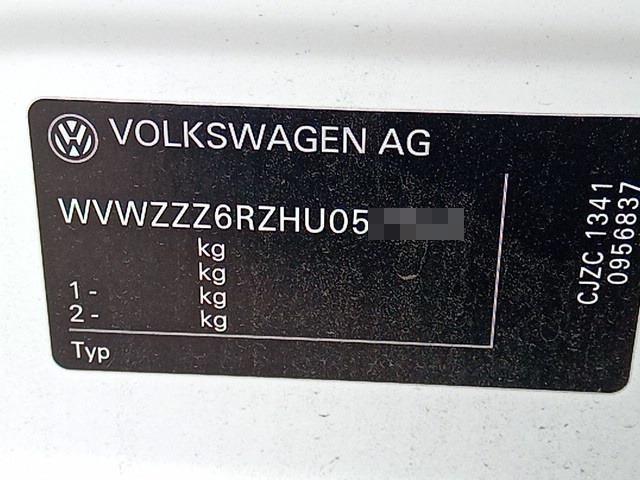 VOLKSWAGEN AG
WVWZZZ6RZHU05
kg
kg
1 - kg
2 - kg
Typ
CJZC 1341
0956837